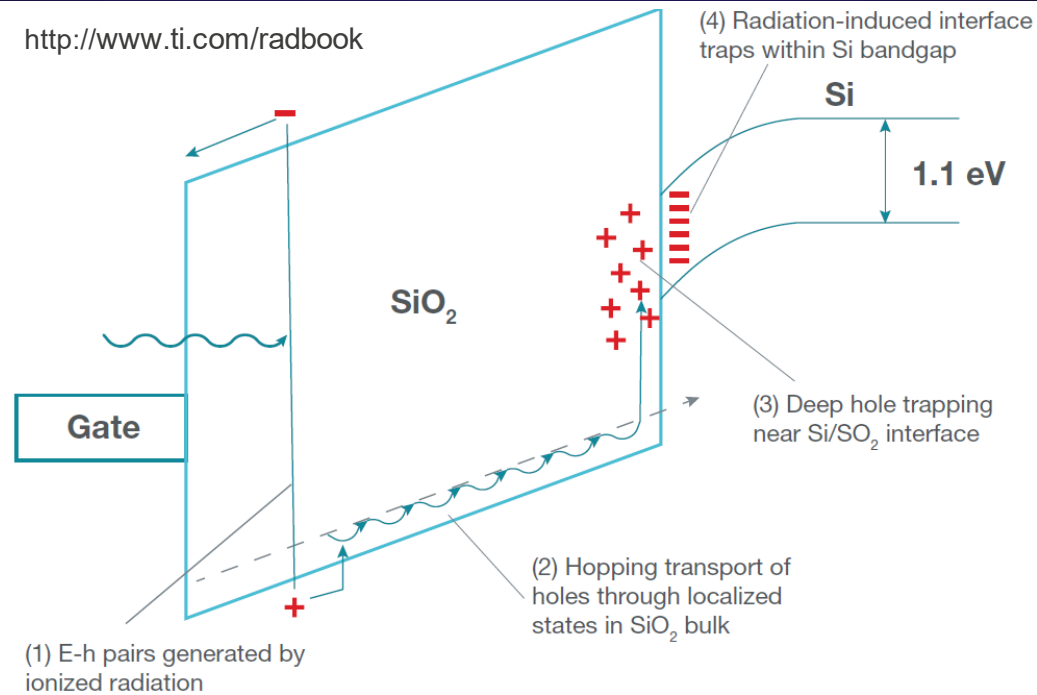 http://www.ti.com/radbook
(4) Radiation-induced interface
traps within Si bandgap
Si
1.1 eV
SiO₂
Gate
(3) Deep hole trapping
near Si/SO₂ interface
(2) Hopping transport of
holes through localized
states in SiO₂ bulk
(1) E-h pairs generated by
ionized radiation